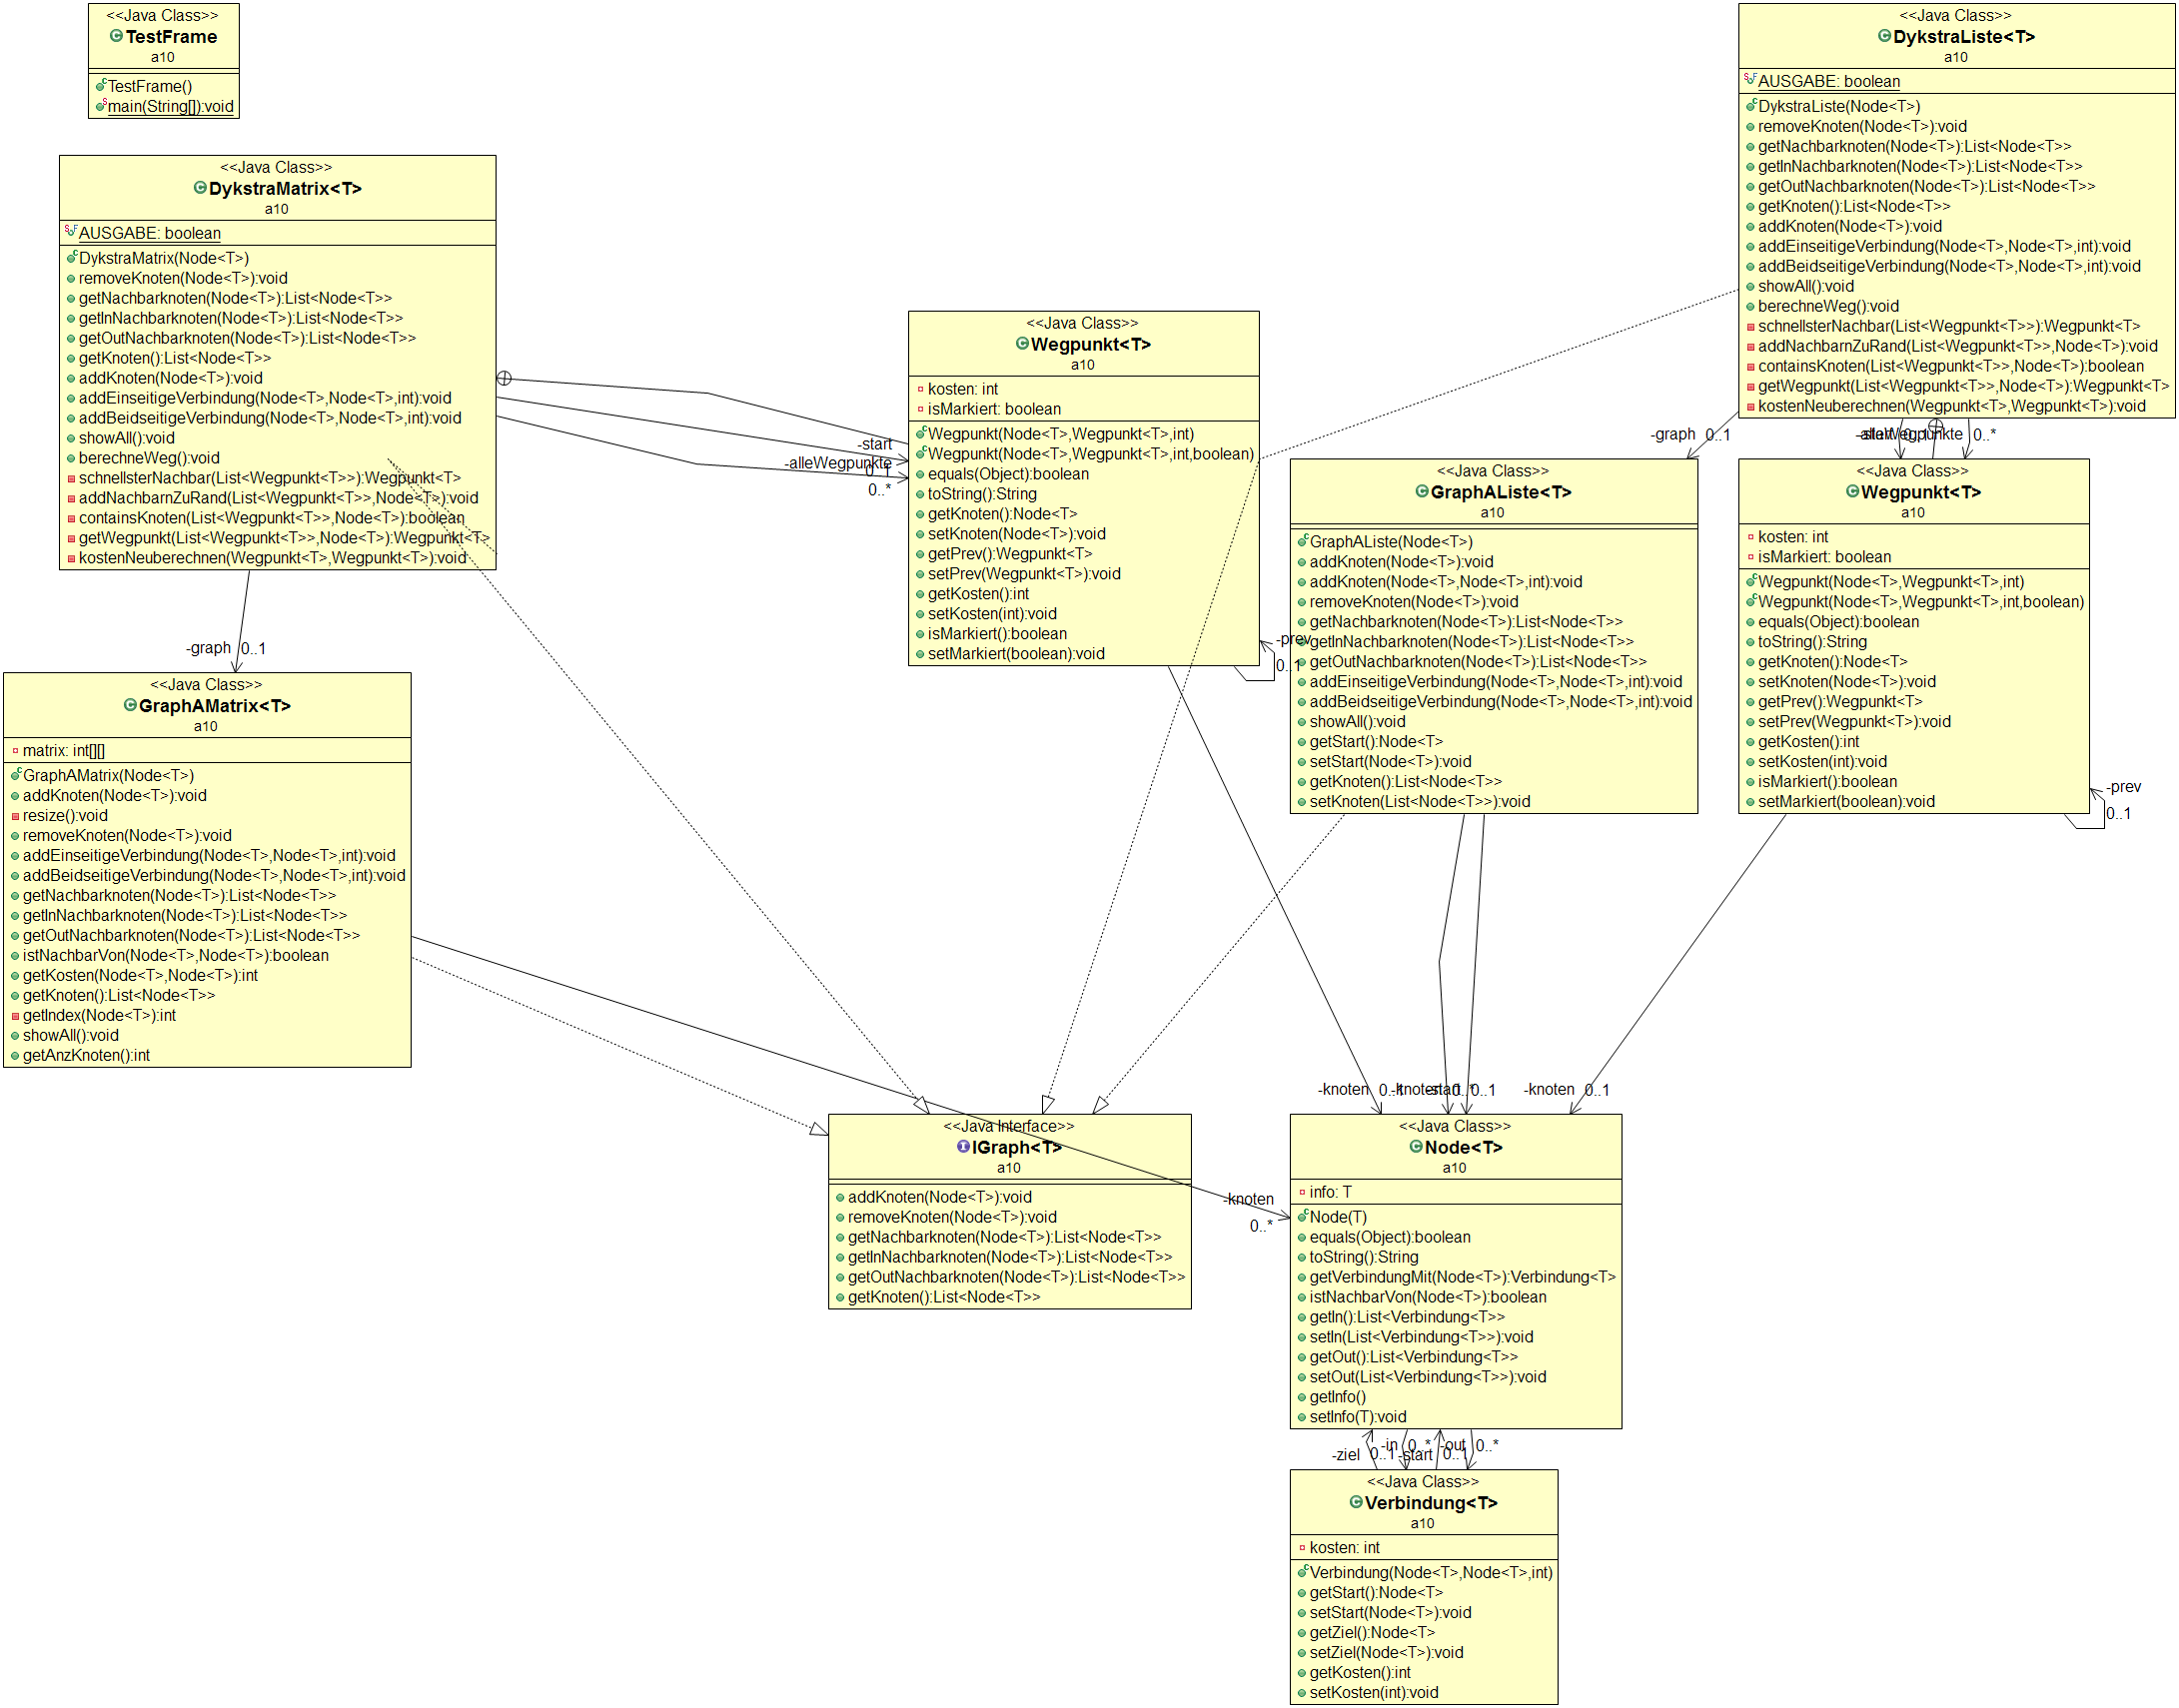 <<Java Class>>
TestFrame
a10
TestFrame()
main(String[]):void
<<Java Class>>
DykstraMatrix<T>
a10
AUSGABE: boolean
DykstraMatrix(Node<T>)
removeKnoten(Node<T>):void
getNachbarknoten(Node<T>):List<Node<T>>
getInNachbarknoten(Node<T>):List<Node<T>>
getOutNachbarknoten(Node<T>):List<Node<T>>
getKnoten():List<Node<T>>
addKnoten(Node<T>):void
addEinseitigeVerbindung(Node<T>,Node<T>,int):void
addBeidseitigeVerbindung(Node<T>,Node<T>,int):void
showAll():void
berechneWeg():void
schnellsterNachbar(List<Wegpunkt<T>>):Wegpunkt<T>
addNachbarnZuRand(List<Wegpunkt<T>>,Node<T>):void
containsKnoten(List<Wegpunkt<T>>,Node<T>):boolean
getWegpunkt(List<Wegpunkt<T>>,Node<T>):Wegpunkt<T>
kostenNeuberechnen(Wegpunkt<T>,Wegpunkt<T>):void
-graph 0..1
<<Java Class>>
GraphAMatrix<T>
a10
matrix: int[][]
GraphAMatrix(Node<T>)
addKnoten(Node<T>):void
resize():void
removeKnoten(Node<T>):void
addEinseitigeVerbindung(Node<T>,Node<T>,int):void
addBeidseitigeVerbindung(Node<T>,Node<T>,int):void
getNachbarknoten(Node<T>):List<Node<T>>
getInNachbarknoten(Node<T>):List<Node<T>>
getOutNachbarknoten(Node<T>):List<Node<T>>
istNachbarVon(Node<T>,Node<T>):boolean
getKosten(Node<T>,Node<T>):int
getKnoten():List<Node<T>>
getIndex(Node<T>):int
showAll():void
getAnzKnoten():int
-start
0..1
-alleWegpunkte
0..*
<<Java Class>>
Wegpunkt<T>
a10
kosten: int
isMarkiert: boolean
Wegpunkt(Node<T>,Wegpunkt<T>,int)
Wegpunkt(Node<T>,Wegpunkt<T>,int,boolean)
equals(Object):boolean
toString():String
getKnoten():Node<T>
setKnoten(Node<T>):void
getPrev():Wegpunkt<T>
setPrev(Wegpunkt<T>):void
getKosten():int
setKosten(int):void
isMarkiert():boolean
setMarkiert(boolean):void
-prev
0..1
<<Java Class>>
DykstraListe<T>
a10
AUSGABE: boolean
DykstraListe(Node<T>)
removeKnoten(Node<T>):void
getNachbarknoten(Node<T>):List<Node<T>>
getInNachbarknoten(Node<T>):List<Node<T>>
getOutNachbarknoten(Node<T>):List<Node<T>>
getKnoten():List<Node<T>>
addKnoten(Node<T>):void
addEinseitigeVerbindung(Node<T>,Node<T>,int):void
addBeidseitigeVerbindung(Node<T>,Node<T>,int):void
showAll():void
berechneWeg():void
schnellsterNachbar(List<Wegpunkt<T>>):Wegpunkt<T>
addNachbarnZuRand(List<Wegpunkt<T>>,Node<T>):void
containsKnoten(List<Wegpunkt<T>>,Node<T>):boolean
getWegpunkt(List<Wegpunkt<T>>,Node<T>):Wegpunkt<T>
kostenNeuberechnen(Wegpunkt<T>,Wegpunkt<T>):void
-graph 0..1
-start 0..1
-alleWegpunkte 0..*
<<Java Class>>
GraphAListe<T>
a10
GraphAListe(Node<T>)
addKnoten(Node<T>):void
addKnoten(Node<T>,Node<T>,int):void
removeKnoten(Node<T>):void
getNachbarknoten(Node<T>):List<Node<T>>
getInNachbarknoten(Node<T>):List<Node<T>>
getOutNachbarknoten(Node<T>):List<Node<T>>
addEinseitigeVerbindung(Node<T>,Node<T>,int):void
addBeidseitigeVerbindung(Node<T>,Node<T>,int):void
showAll():void
getStart():Node<T>
setStart(Node<T>):void
getKnoten():List<Node<T>>
setKnoten(List<Node<T>>):void
<<Java Class>>
Wegpunkt<T>
a10
kosten: int
isMarkiert: boolean
Wegpunkt(Node<T>,Wegpunkt<T>,int)
Wegpunkt(Node<T>,Wegpunkt<T>,int,boolean)
equals(Object):boolean
toString():String
getKnoten():Node<T>
setKnoten(Node<T>):void
getPrev():Wegpunkt<T>
setPrev(Wegpunkt<T>):void
getKosten():int
setKosten(int):void
isMarkiert():boolean
setMarkiert(boolean):void
-prev
0..1
-knoten 0..1
-knoten 0..*
-start 0..1
-knoten 0..1
<<Java Interface>>
IGraph<T>
a10
addKnoten(Node<T>):void
removeKnoten(Node<T>):void
getNachbarknoten(Node<T>):List<Node<T>>
getInNachbarknoten(Node<T>):List<Node<T>>
getOutNachbarknoten(Node<T>):List<Node<T>>
getKnoten():List<Node<T>>
-knoten
0..*
<<Java Class>>
Node<T>
a10
info: T
Node(T)
equals(Object):boolean
toString():String
getVerbindungMit(Node<T>):Verbindung<T>
istNachbarVon(Node<T>):boolean
getIn():List<Verbindung<T>>
setIn(List<Verbindung<T>>):void
getOut():List<Verbindung<T>>
setOut(List<Verbindung<T>>):void
getInfo()
setInfo(T):void
-in 0..*
-out 0..*
-ziel 0..1
-start 0..1
<<Java Class>>
Verbindung<T>
a10
kosten: int
Verbindung(Node<T>,Node<T>,int)
getStart():Node<T>
setStart(Node<T>):void
getZiel():Node<T>
setZiel(Node<T>):void
getKosten():int
setKosten(int):void